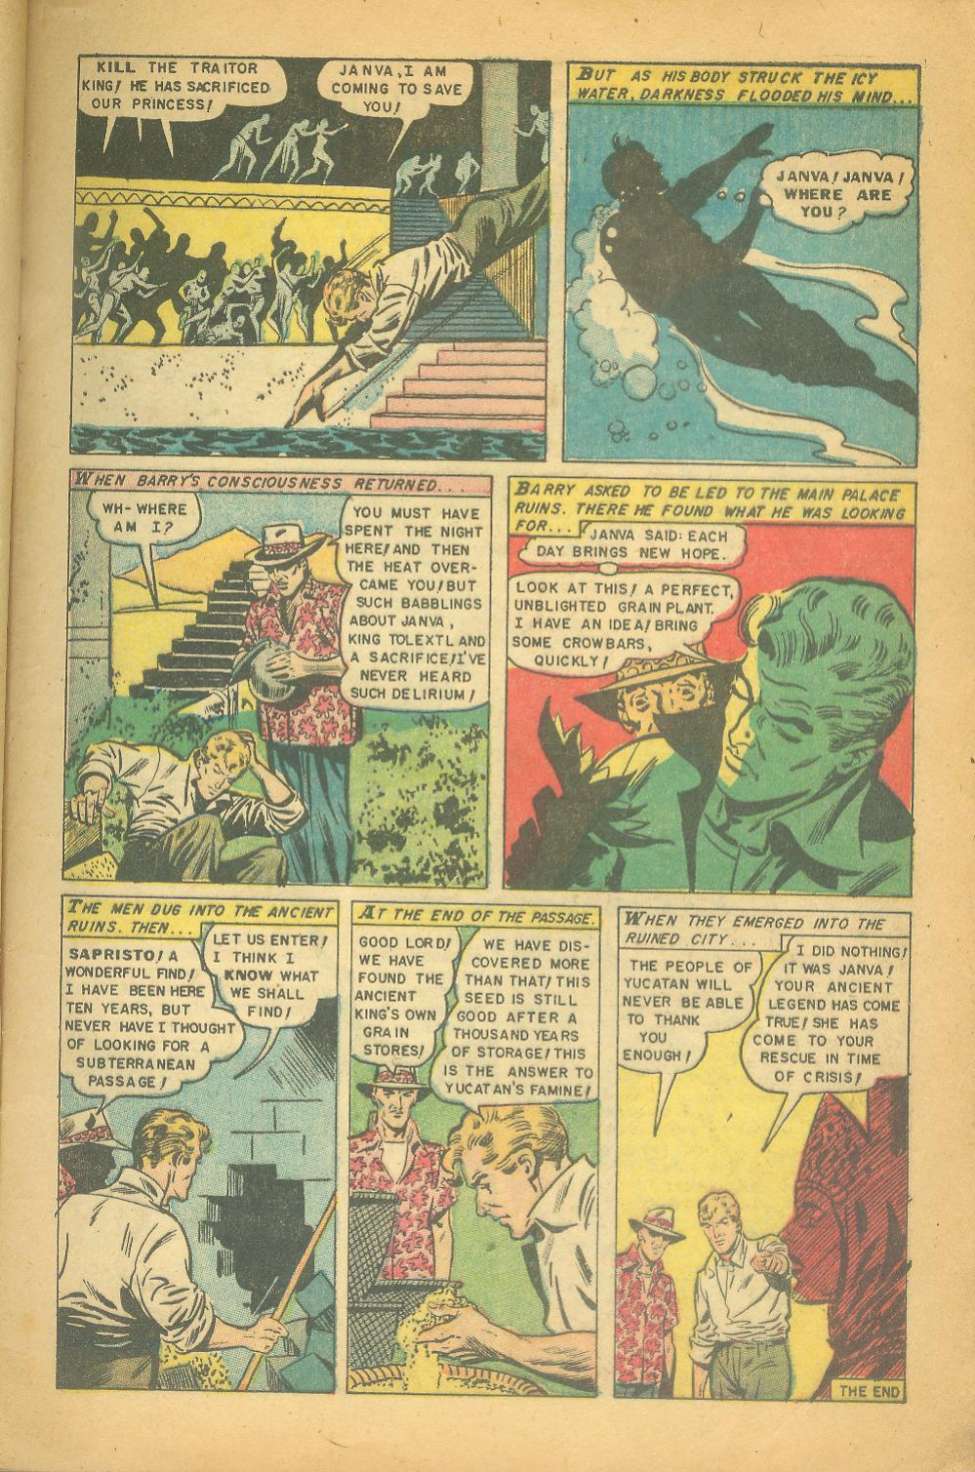 KILL THE TRAITOR
KING! HE HAS SACRIFICED
OUR PRINCESS!
JANVA, I AM
COMING TO SAVE
YOU!
BUT AS HIS BODY STRUCK THE ICY
WATER, DARKNESS FLOODED HIS MIND...
JANVA! JANVA!
WHERE ARE
YOU?
WHEN BARRY'S CONSCIOUSNESS RETURNED...
WH-WHERE
AM I?
YOU MUST HAVE
SPENT THE NIGHT
HERE! AND THEN
THE HEAT OVER-
CAME YOU! BUT
SUCH BABBLINGS
ABOUT JANVA,
KING TOLEXTL AND
A SACRIFICE! I'VE
NEVER HEARD
SUCH DELIRIUM!
BARRY ASKED TO BE LED TO THE MAIN PALACE
RUINS. THERE HE FOUND WHAT HE WAS LOOKING
FOR...
JANVA SAID: EACH
DAY BRINGS NEW HOPE.
LOOK AT THIS! A PERFECT,
UNBLIGHTED GRAIN PLANT.
I HAVE AN IDEA! BRING
SOME CROWBARS,
QUICKLY!
THE MEN DUG INTO THE ANCIENT
RUINS. THEN...
SAPRISTO! A
WONDERFUL FIND!
I HAVE BEEN HERE
TEN YEARS, BUT
NEVER HAVE I THOUGHT
OF LOOKING FOR A
SUBTERRANEAN
PASSAGE!
LET US ENTER!
I THINK I
KNOW WHAT
WE SHALL
FIND!
AT THE END OF THE PASSAGE.
GOOD LORD!
WE HAVE
FOUND THE
ANCIENT
KING'S OWN
GRAIN
STORES!
WE HAVE DIS-
COVERED MORE
THAN THAT! THIS
SEED IS STILL
GOOD AFTER A
THOUSAND YEARS
OF STORAGE! THIS
IS THE ANSWER TO
YUCATAN'S FAMINE!
WHEN THEY EMERGED INTO THE
RUINED CITY...
THE PEOPLE OF
YUCATAN WILL
NEVER BE ABLE
TO THANK
YOU
ENOUGH!
I DID NOTHING!
IT WAS JANVA!
YOUR ANCIENT
LEGEND HAS COME
TRUE! SHE HAS
COME TO YOUR
RESCUE IN TIME
OF CRISIS!
THE END